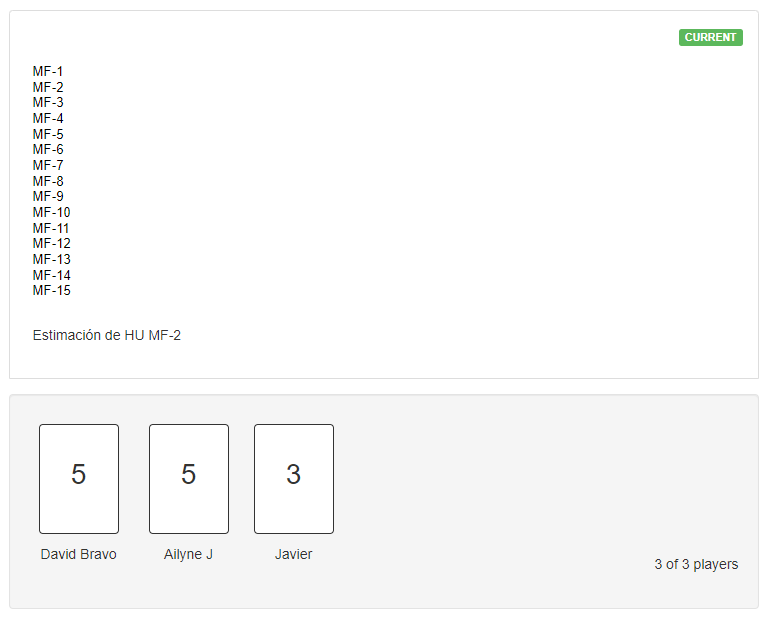 CURRENT
MF-1
MF-2
MF-3
MF-4
MF-5
MF-6
MF-7
MF-8
MF-9
MF-10
MF-11
MF-12
MF-13
MF-14
MF-15
Estimación de HU MF-2
5 5 3
David Bravo Ailyne J Javier
3 of 3 players